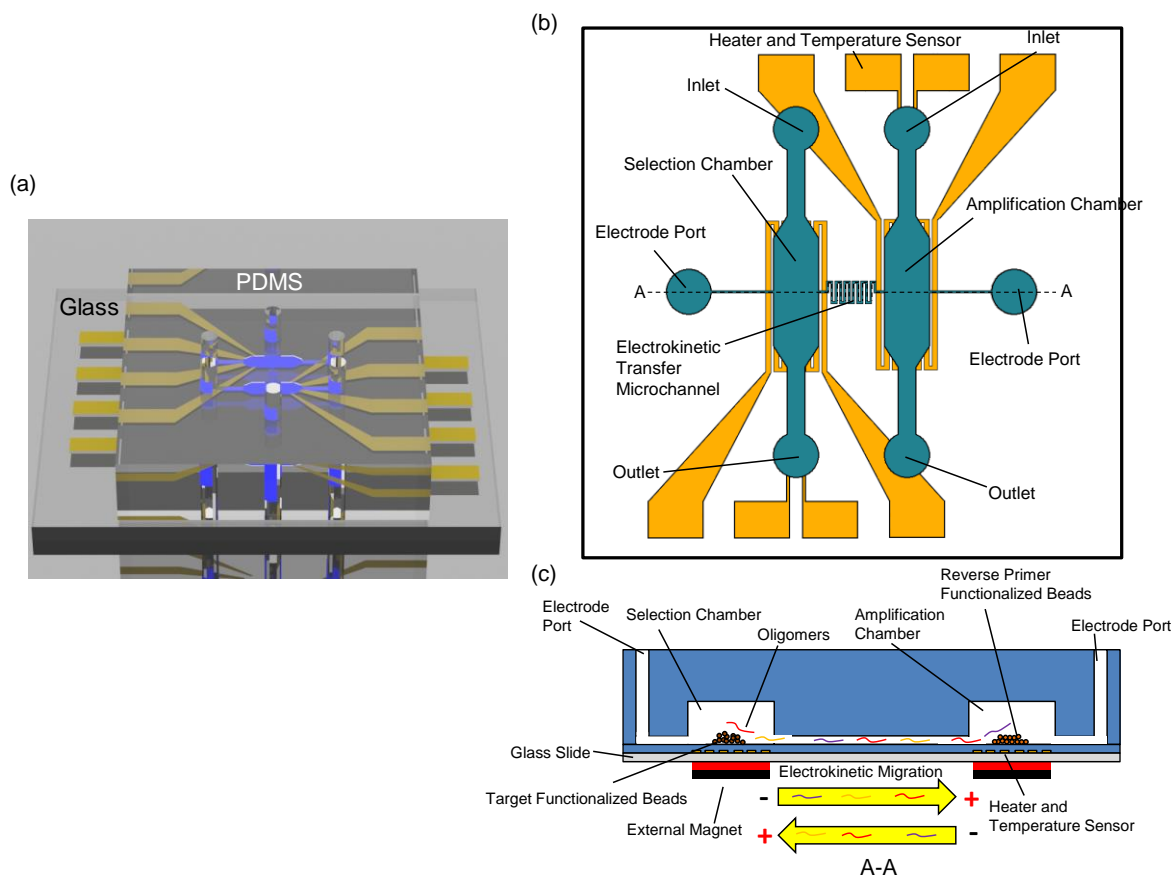 (a)
PDMS
Glass
(b)
Heater and Temperature Sensor
Inlet
Inlet
Selection Chamber
Amplification Chamber
Electrode Port
A
A
Electrokinetic
Transfer
Microchannel
Electrode Port
Outlet
Outlet
(c)
Reverse Primer
Functionalized Beads
Electrode
Port
Selection Chamber
Oligomers
Amplification
Chamber
Electrode Port
Glass Slide
Target Functionalized Beads
External Magnet
Electrokinetic Migration
- +
+ -
Heater and
Temperature Sensor
A-A